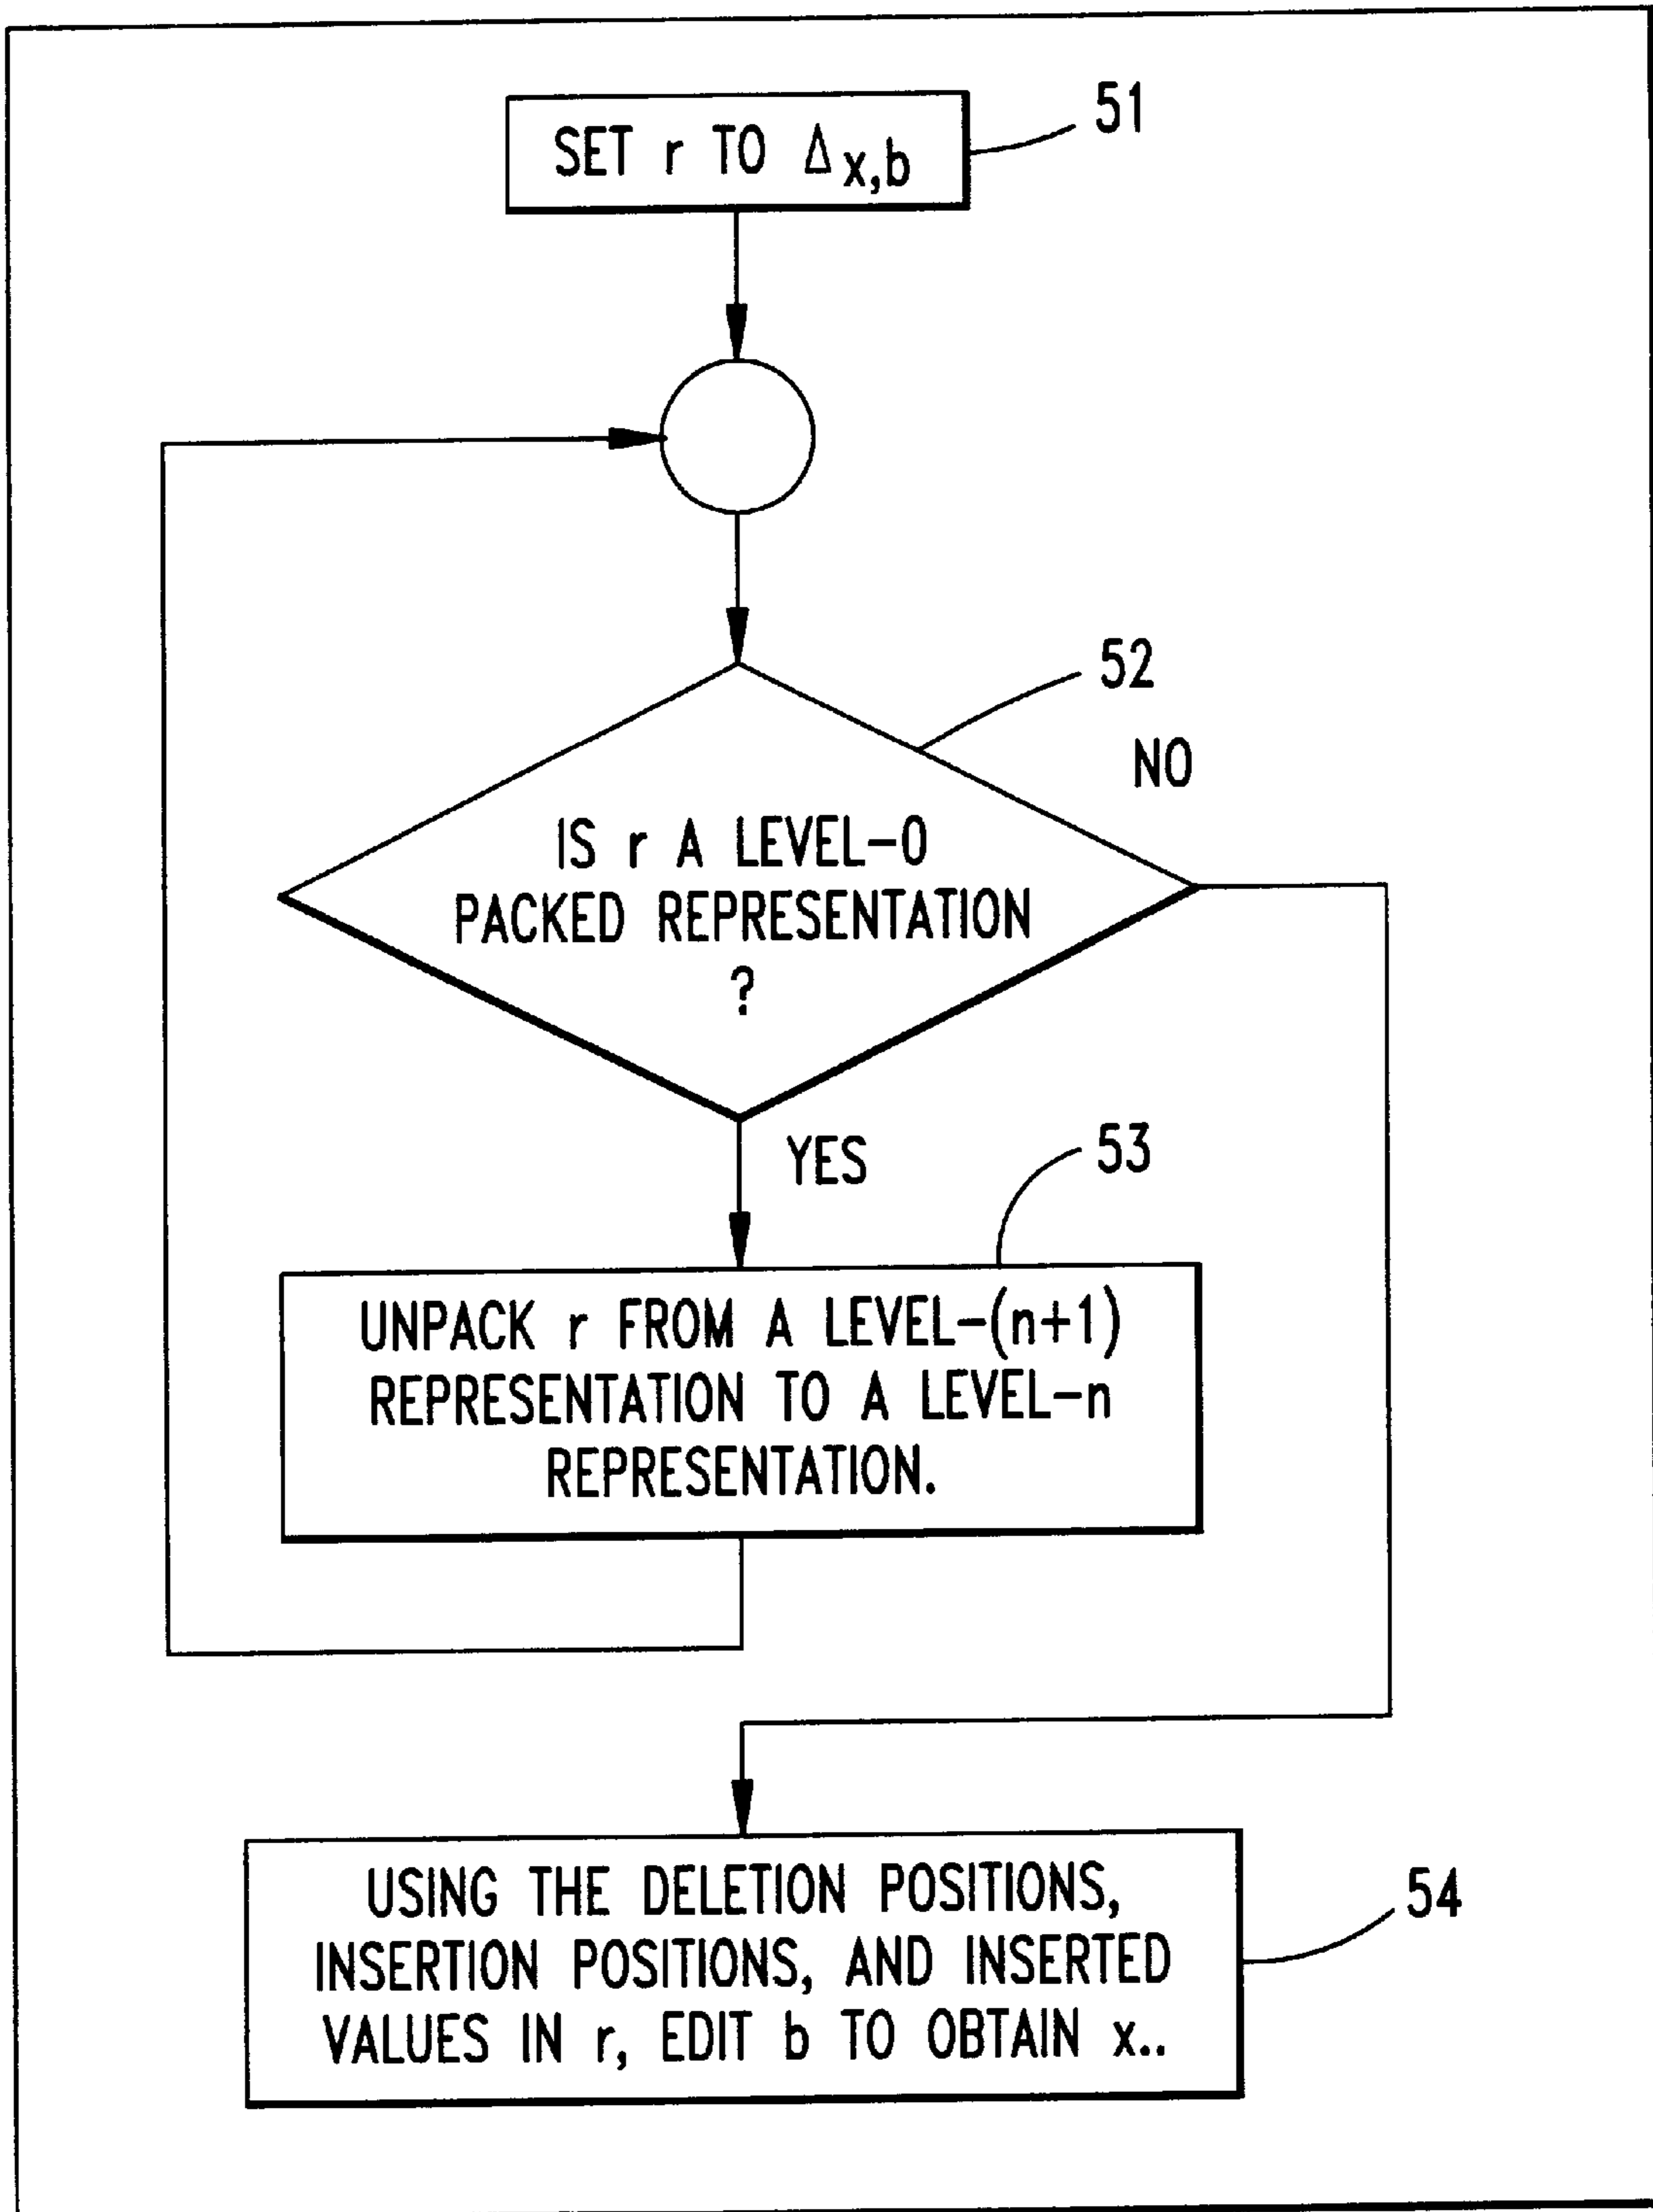 51
SET r TO Δx,b
52
NO
IS r A LEVEL-0
PACKED REPRESENTATION
?
YES
53
UNPACK r FROM A LEVEL-(n+1)
REPRESENTATION TO A LEVEL-n
REPRESENTATION.
USING THE DELETION POSITIONS,
INSERTION POSITIONS, AND INSERTED
VALUES IN r, EDIT b TO OBTAIN x..
54